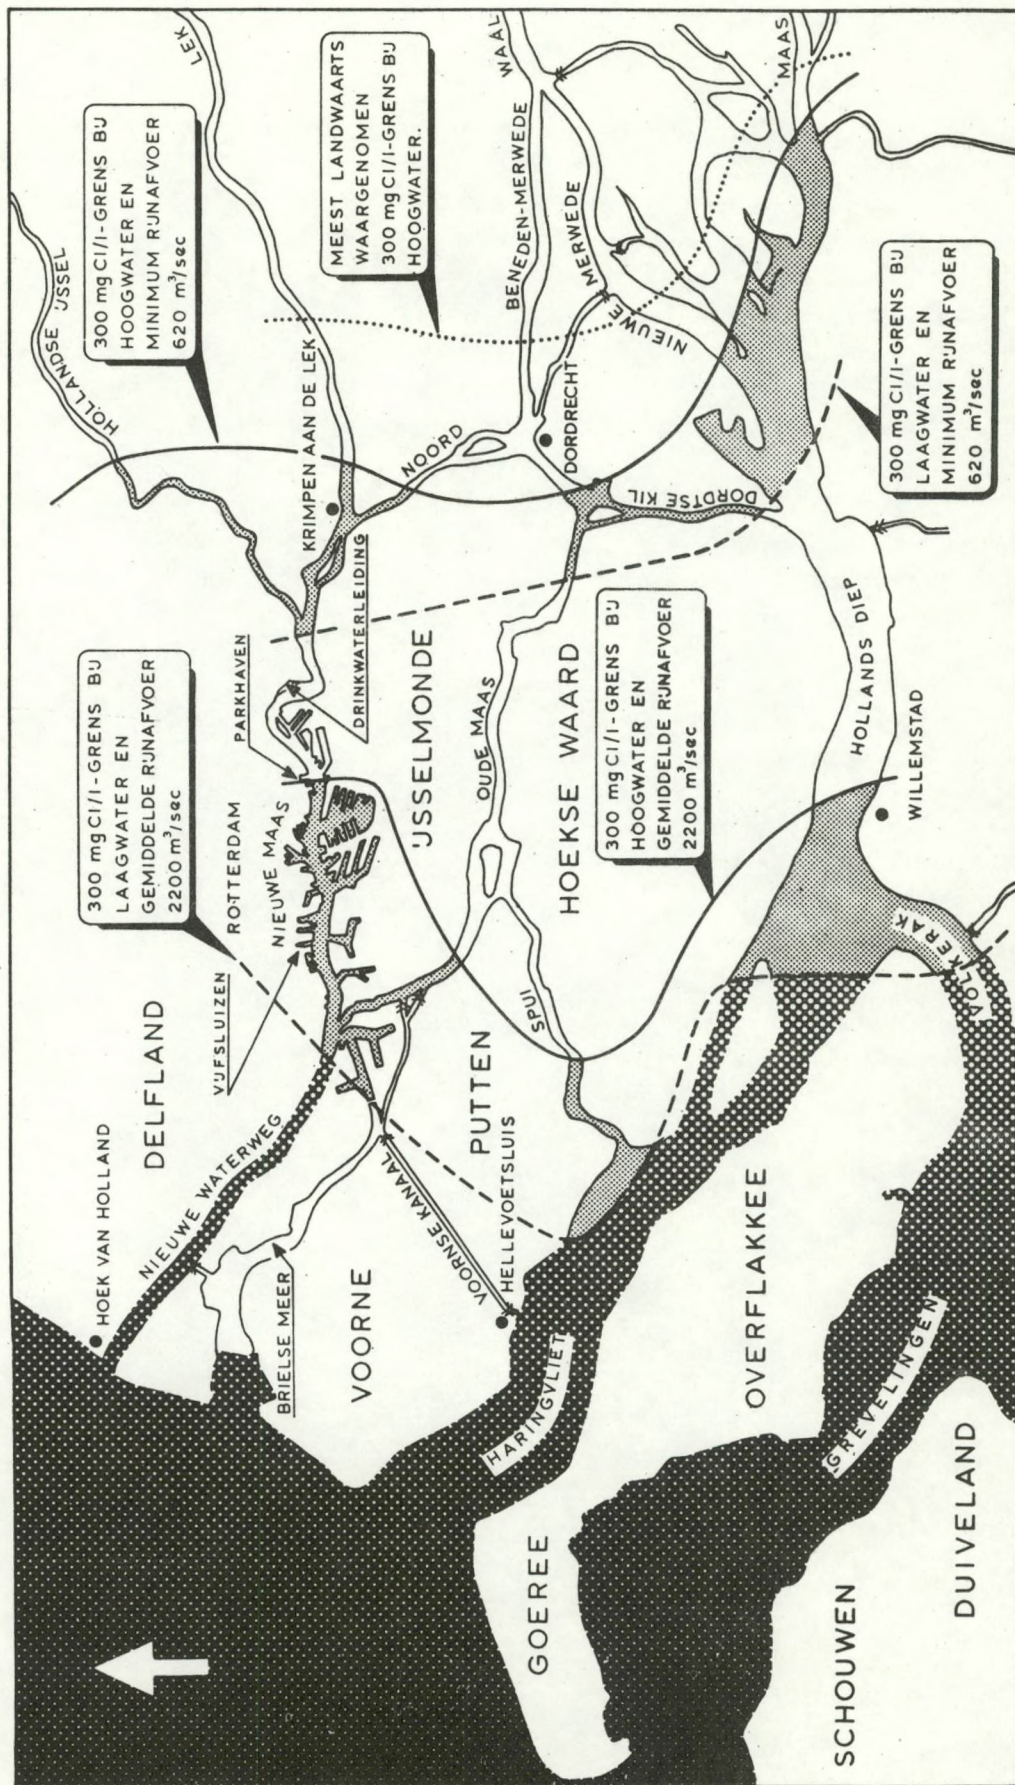 HOEK VAN HOLLAND
DELFLAND
NIEUWE WATERWEG
BRIELSE MEER
VOORNE
VOORNSE KANAAL
HELLEVOETSLUIS
PUTTEN
HARINGVLIET
GOEREE
OVERFLAKKEE
GREVELINGEN
SCHOUWEN
DUIVELAND
300 mg Cl/l-GRENS BIJ
LAAGWATER EN
GEMIDDELDE RIJNAFVOER
2200 m³/sec
VIJFSLUIZEN
ROTTERDAM
NIEUWE MAAS
PARKHAVEN
DRINKWATERLEIDING
IJSSELMONDE
OUDE MAAS
SPUI
HOEKSE WAARD
300 mg Cl/l-GRENS BIJ
HOOGWATER EN
GEMIDDELDE RIJNAFVOER
2200 m³/sec
HOLLANDS DIEP
WILLEMSTAD
VOLKERAK
HOLLANDSE IJSSEL
LEK
300 mg Cl/l-GRENS BIJ
HOOGWATER EN
MINIMUM RIJNAFVOER
620 m³/sec
KRIMPEN AAN DE LEK
NOORD
MEEST LANDWAARTS
WAARGENOMEN
300 mg Cl/l-GRENS BIJ
HOOGWATER.
WAAL
BENEDEN-MERWEDE
NIEUWE MERWEDE
DORDRECHT
DORDTSE KIL
MAAS
300 mg Cl/l-GRENS BIJ
LAAGWATER EN
MINIMUM RIJNAFVOER
620 m³/sec